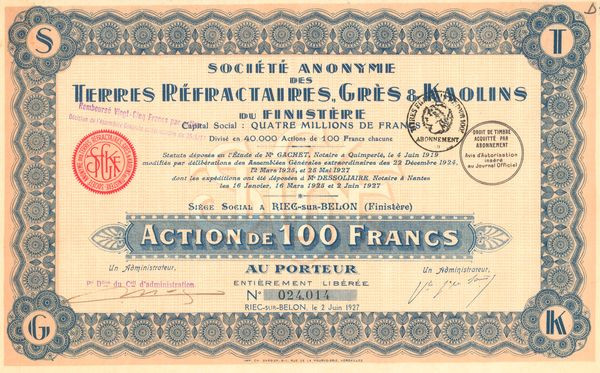 S
T
SOCIÉTÉ ANONYME
DES
TERRES RÉFRACTAIRES, GRÈS & KAOLINS
DU FINISTÈRE
Remboursé Vingt-Cinq Francs par
Capital Social : QUATRE MILLIONS DE FRANCS
Divisé en 40.000 Actions de 100 Francs chacune
ABONNEMENT
DROIT DE TIMBRE
ACQUITTÉ PAR
ABONNEMENT
Avis d'Autorisation
inséré
au Journal Officiel
Statuts déposés en l'Étude de Mᵉ GACHET, Notaire à Quimperlé, le 4 Juin 1919
modifiés par délibérations des Assemblées Générales extraordinaires des 22 Décembre 1924,
12 Mars 1925, et 25 Mai 1927
dont les expéditions ont été déposées à Mᵉ DESSOLIAIRE, Notaire à Nantes
les 16 Janvier, 16 Mars 1925 et 2 Juin 1927
SIÈGE SOCIAL À RIEC-SUR-BELON (Finistère)
ACTION DE 100 FRANCS
AU PORTEUR
ENTIÈREMENT LIBÉRÉE
Un Administrateur,
Un Administrateur,
Pᵗ Dᵘᵉ du Cᵉⁱˡ d'administration.
N° 024,014
RIEC-SUR-BELON, le 2 Juin 1927
G
K